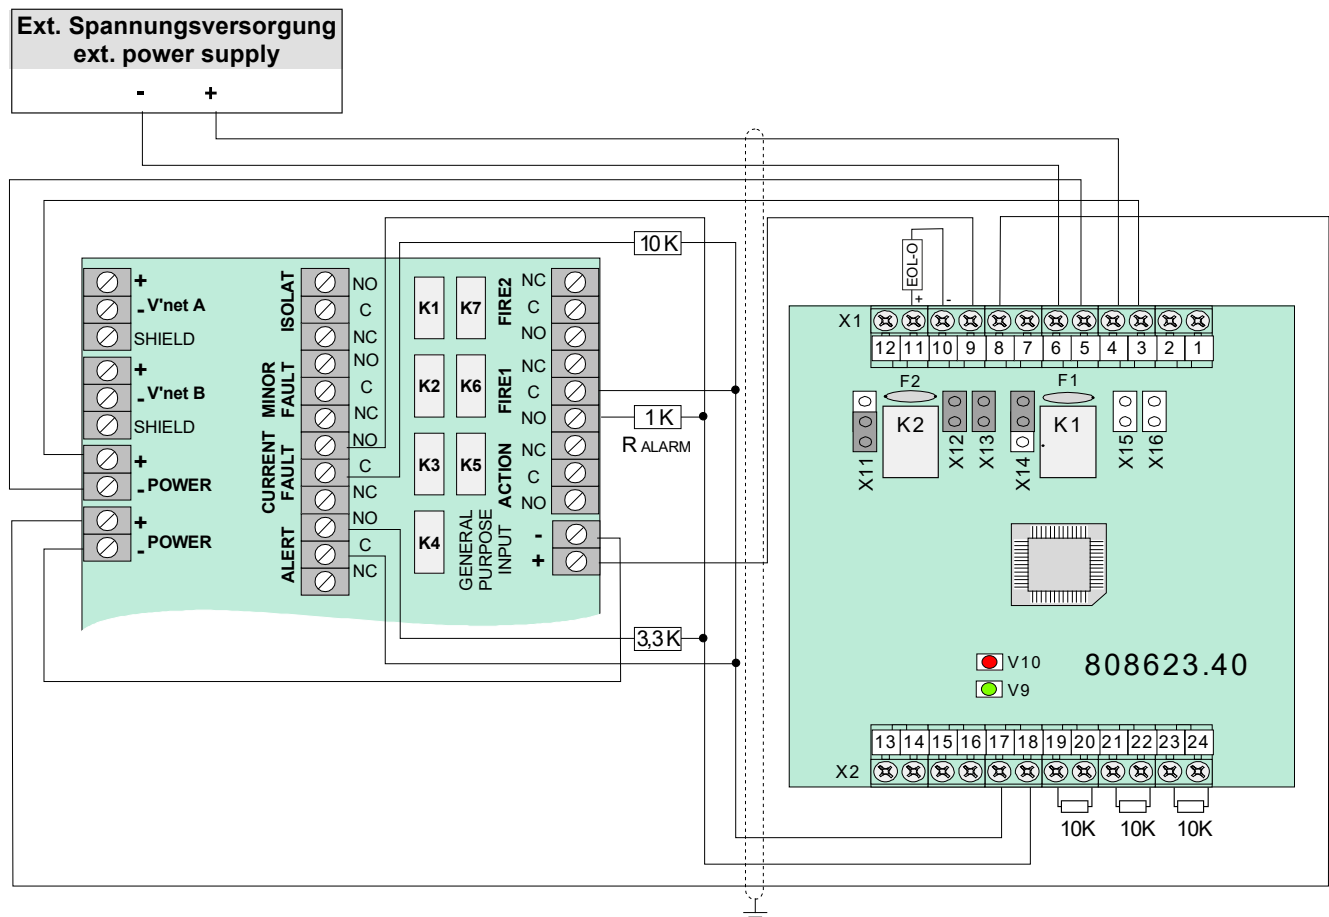 Ext. Spannungsversorgung
ext. power supply
- +
10 K
EOL-O
+ -
+
- V'net A
SHIELD
+
- V'net B
SHIELD
+
- POWER
+
- POWER
ISOLAT
NO
C
NC
MINOR
FAULT
NO
C
NC
CURRENT
FAULT
NO
C
NC
ALERT
NO
C
NC
K1 K7
K2 K6
K3 K5
K4
FIRE2
NC
C
NO
FIRE1
NC
C
NO
ACTION
NC
C
NO
GENERAL
PURPOSE
INPUT
-
+
1 K
R ALARM
3,3 K
X1
12 11 10 9 8 7 6 5 4 3 2 1
F2 F1
K2 K1
X11 X12 X13 X14 X15 X16
V10
V9
808623.40
13 14 15 16 17 18 19 20 21 22 23 24
X2
10K 10K 10K